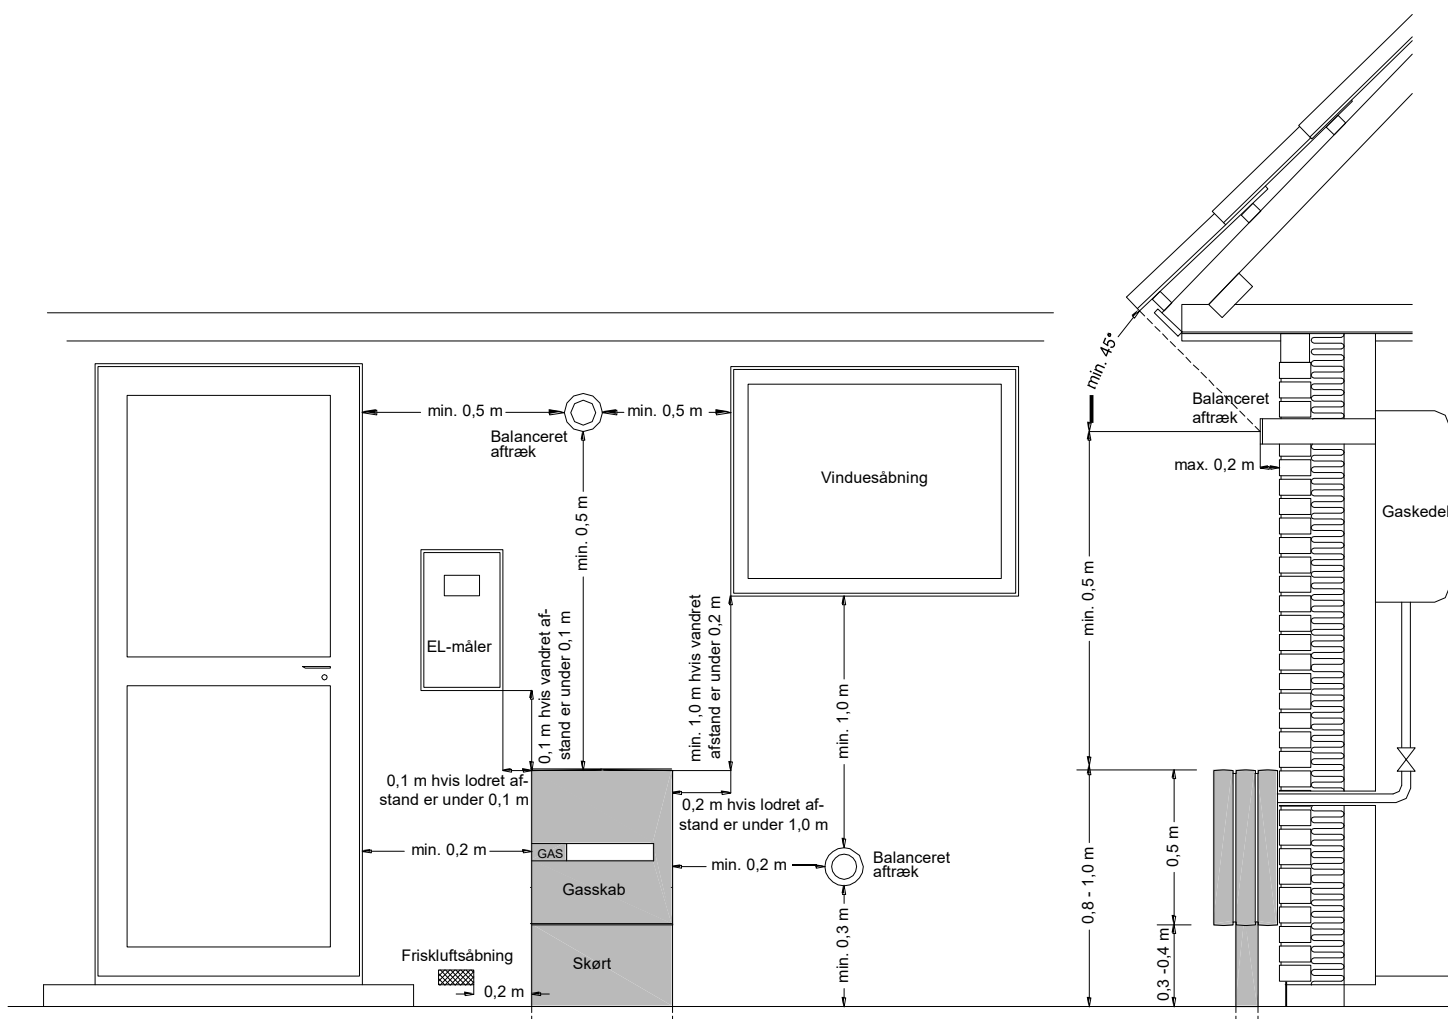 min. 45°
Balanceret
aftræk
min. 0,5 m
min. 0,5 m
Balanceret
aftræk
max. 0,2 m
Vinduesåbning
Gaskedel
min. 0,5 m
min. 0,5 m
EL-måler
0,1 m hvis vandret af-
stand er under 0,1 m
min. 1,0 m hvis vandret
afstand er under 0,2 m
min. 1,0 m
0,1 m hvis lodret af-
stand er under 0,1 m
0,2 m hvis lodret af-
stand er under 1,0 m
min. 0,2 m
GAS
min. 0,2 m
Balanceret
aftræk
0,5 m
0,8 - 1,0 m
Gasskab
min. 0,3 m
0,3 -0,4 m
Friskluftsåbning
Skørt
0,2 m